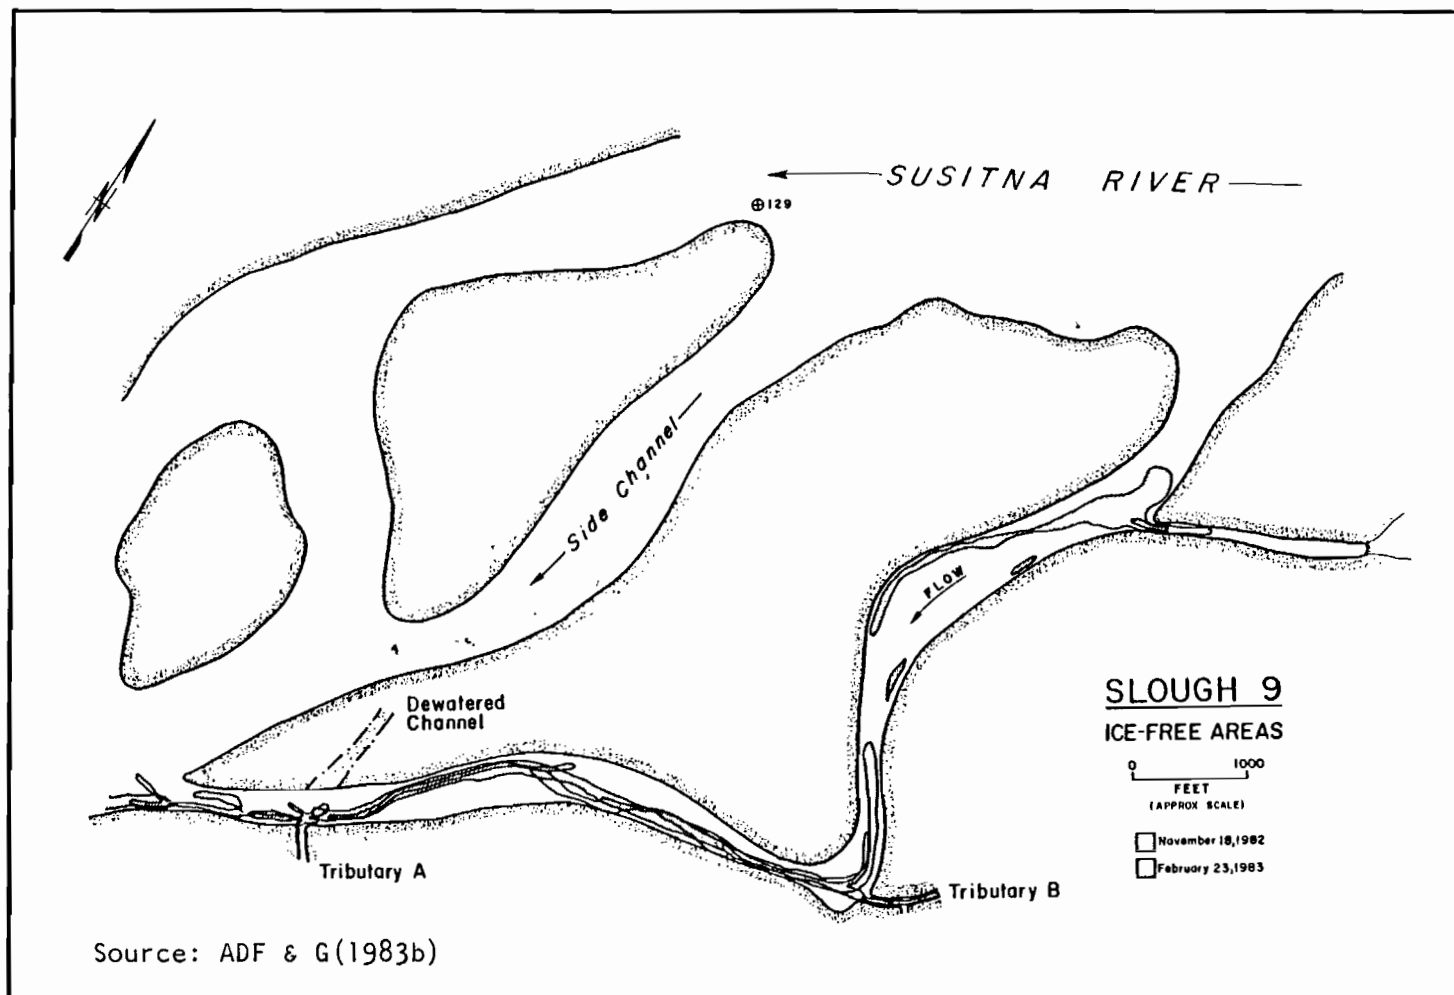 SUSITNA RIVER
129
Side Channel
FLOW
Dewatered
Channel
SLOUGH 9
ICE-FREE AREAS
0 1000
FEET
(APPROX SCALE)
November 18, 1982
February 23, 1983
Tributary A
Tributary B
Source: ADF & G(1983b)